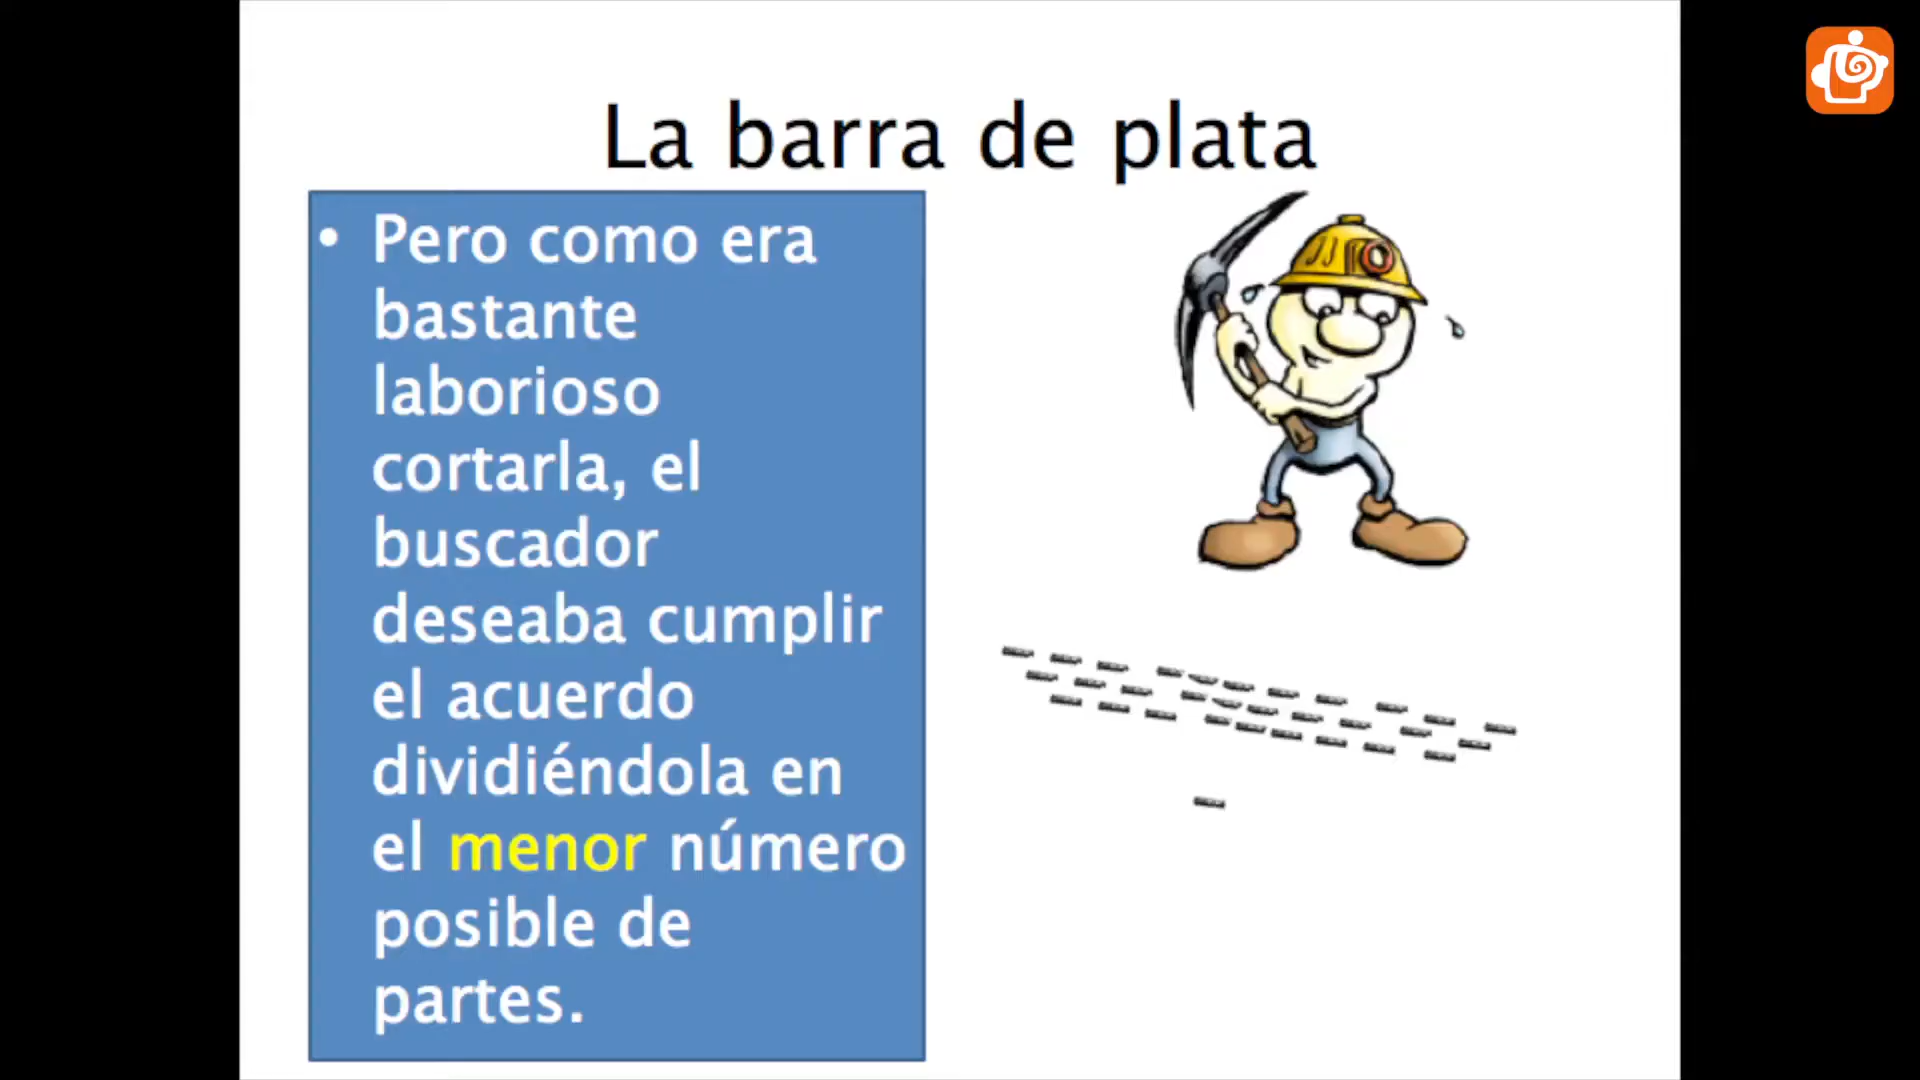 La barra de plata
• Pero como era
bastante
laborioso
cortarla, el
buscador
deseaba cumplir
el acuerdo
dividiéndola en
el menor número
posible de
partes.